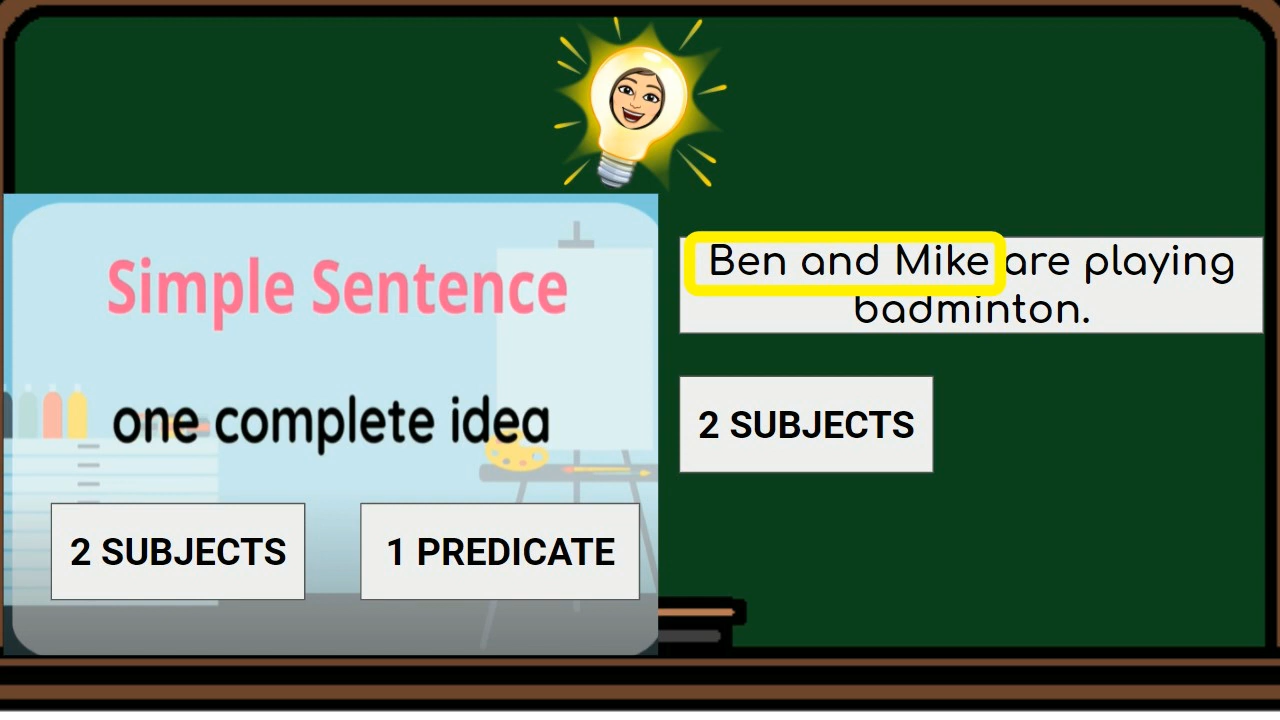 Simple Sentence
one complete idea
2 SUBJECTS
1 PREDICATE
Ben and Mike are playing
badminton.
2 SUBJECTS